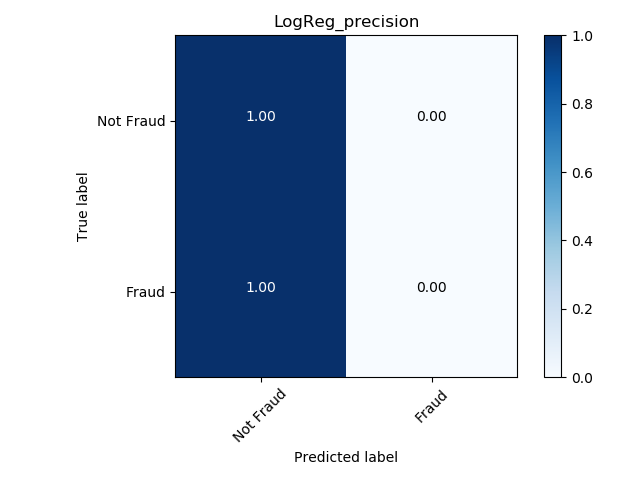 LogReg_precision
Not Fraud
1.00
0.00
Fraud
1.00
0.00
True label
Not Fraud
Fraud
Predicted label
1.0
0.8
0.6
0.4
0.2
0.0